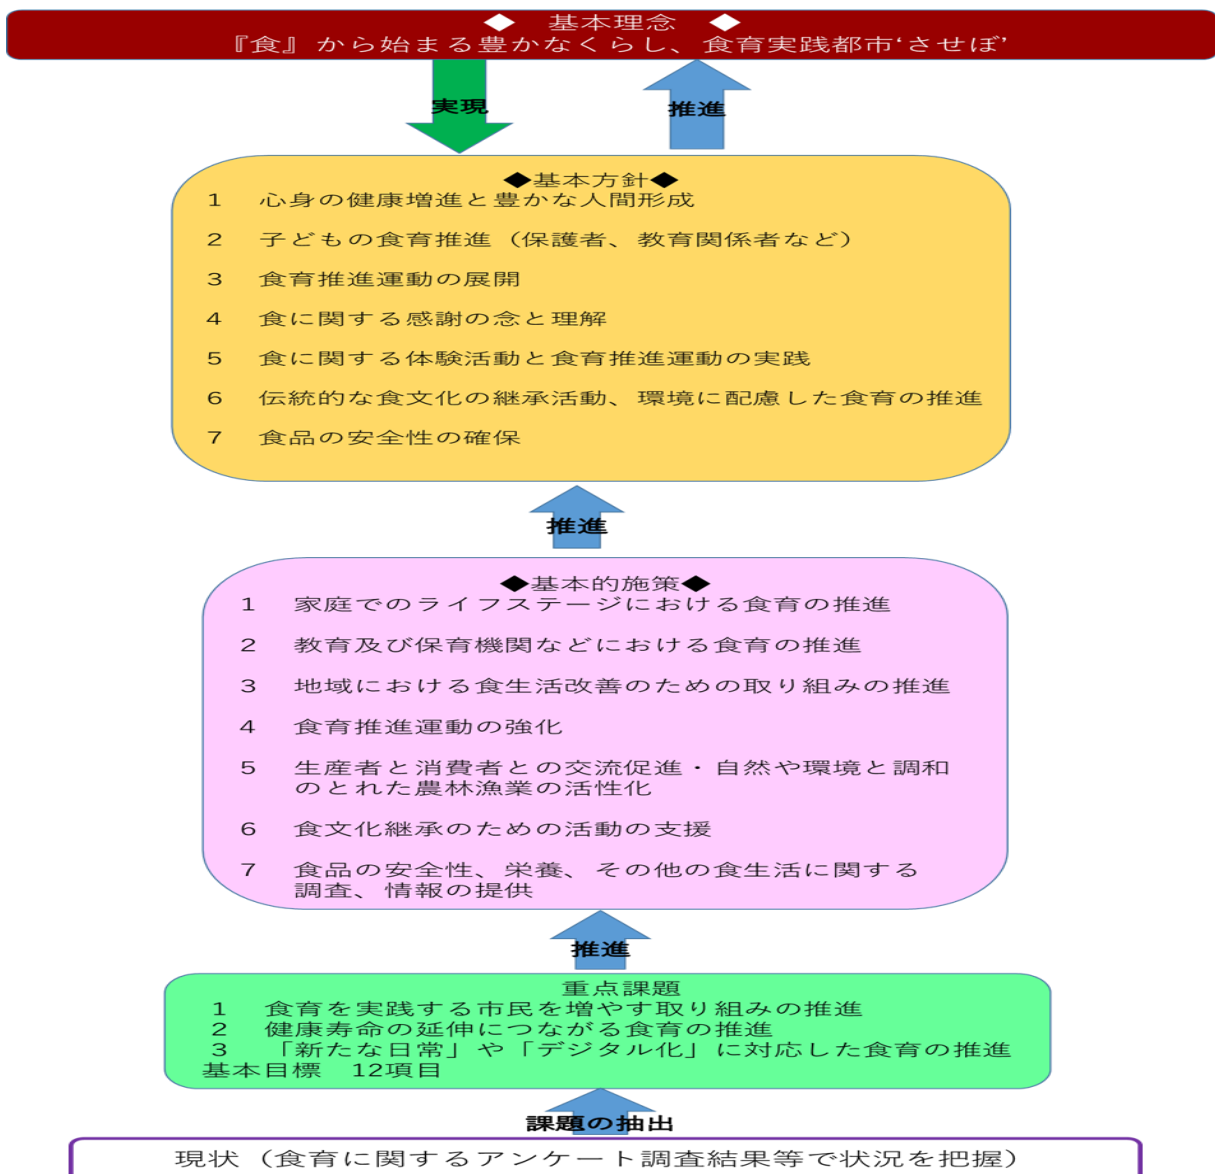 ◆　基本理念　◆
『食』から始まる豊かなくらし、食育実践都市‘させぼ’
実現
推進
◆基本方針◆
1　心身の健康増進と豊かな人間形成
2　子どもの食育推進（保護者、教育関係者など）
3　食育推進運動の展開
4　食に関する感謝の念と理解
5　食に関する体験活動と食育推進運動の実践
6　伝統的な食文化の継承活動、環境に配慮した食育の推進
7　食品の安全性の確保
推進
◆基本的施策◆
1　家庭でのライフステージにおける食育の推進
2　教育及び保育機関などにおける食育の推進
3　地域における食生活改善のための取り組みの推進
4　食育推進運動の強化
5　生産者と消費者との交流促進・自然や環境と調和
のとれた農林漁業の活性化
6　食文化継承のための活動の支援
7　食品の安全性、栄養、その他の食生活に関する
調査、情報の提供
推進
重点課題
1　食育を実践する市民を増やす取り組みの推進
2　健康寿命の延伸につながる食育の推進
3　「新たな日常」や「デジタル化」に対応した食育の推進
基本目標　12項目
課題の抽出
現状（食育に関するアンケート調査結果等で状況を把握）